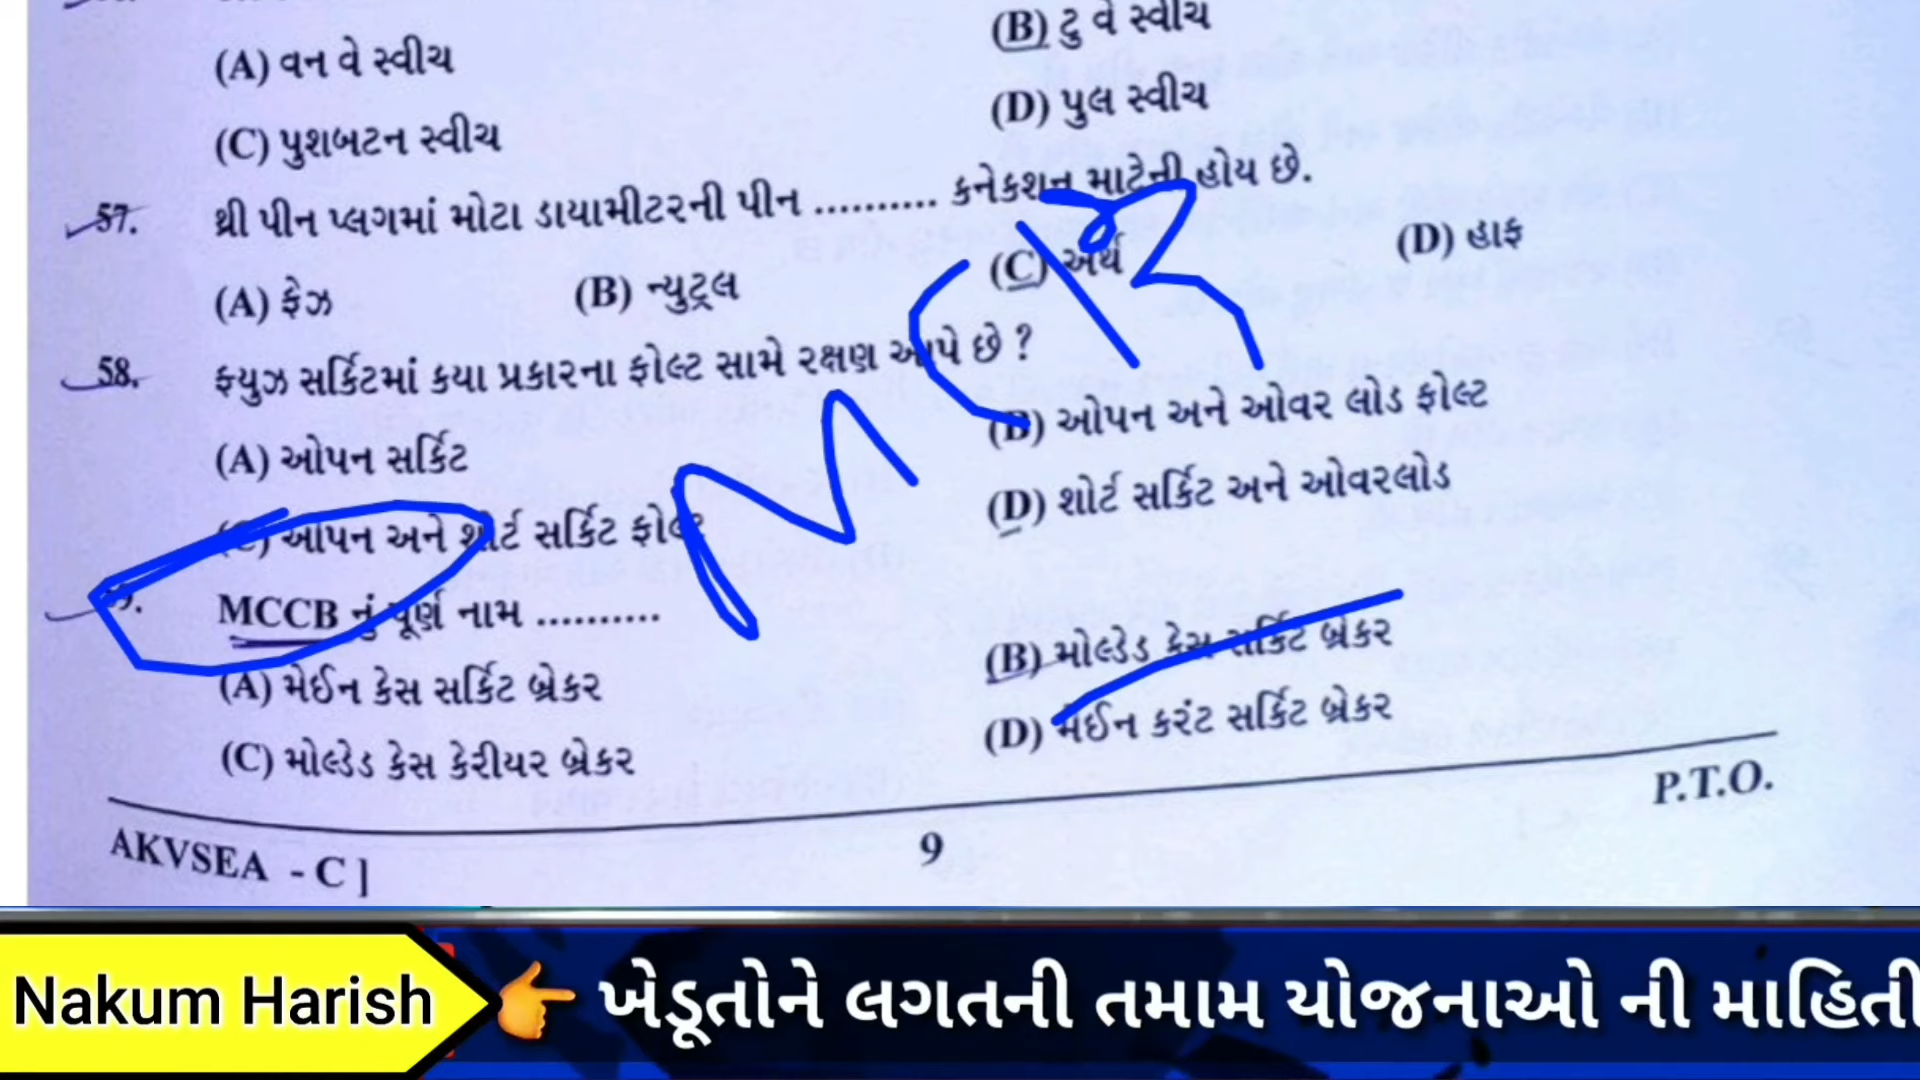 (A) વન વે સ્વીચ (B) ટુ વે સ્વીચ
(C) પુશબટન સ્વીચ (D) પુલ સ્વીચ
57. થ્રી પીન પ્લગમાં મોટા ડાયામીટરની પીન .......... કનેકશન માટેની હોય છે.
(A) ફેઝ (B) ન્યુટ્રલ (C) અર્થ (D) હાફ
58. ફ્યુઝ સર્કિટમાં કયા પ્રકારના ફોલ્ટ સામે રક્ષણ આપે છે ?
(A) ઓપન સર્કિટ (B) ઓપન અને ઓવર લોડ ફોલ્ટ
(C) ઓપન અને શોર્ટ સર્કિટ ફોલ્ટ (D) શોર્ટ સર્કિટ અને ઓવરલોડ
MCCB નું પૂર્ણ નામ ..........
(A) મેઈન કેસ સર્કિટ બ્રેકર (B) મોલ્ડેડ કેસ સર્કિટ બ્રેકર
(C) મોલ્ડેડ કેસ કેરીયર બ્રેકર (D) મેઈન કરંટ સર્કિટ બ્રેકર
P.T.O.
AKVSEA - C ] 9
Nakum Harish 👉 ખેડૂતોને લગતની તમામ યોજનાઓ ની માહિતી